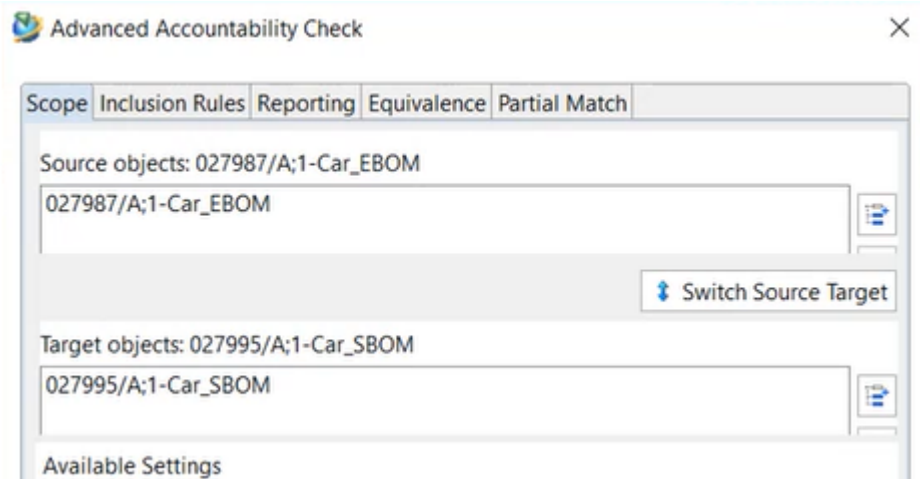 Advanced Accountability Check
Scope Inclusion Rules Reporting Equivalence Partial Match
Source objects: 027987/A;1-Car_EBOM
027987/A;1-Car_EBOM
Switch Source Target
Target objects: 027995/A;1-Car_SBOM
027995/A;1-Car_SBOM
Available Settings